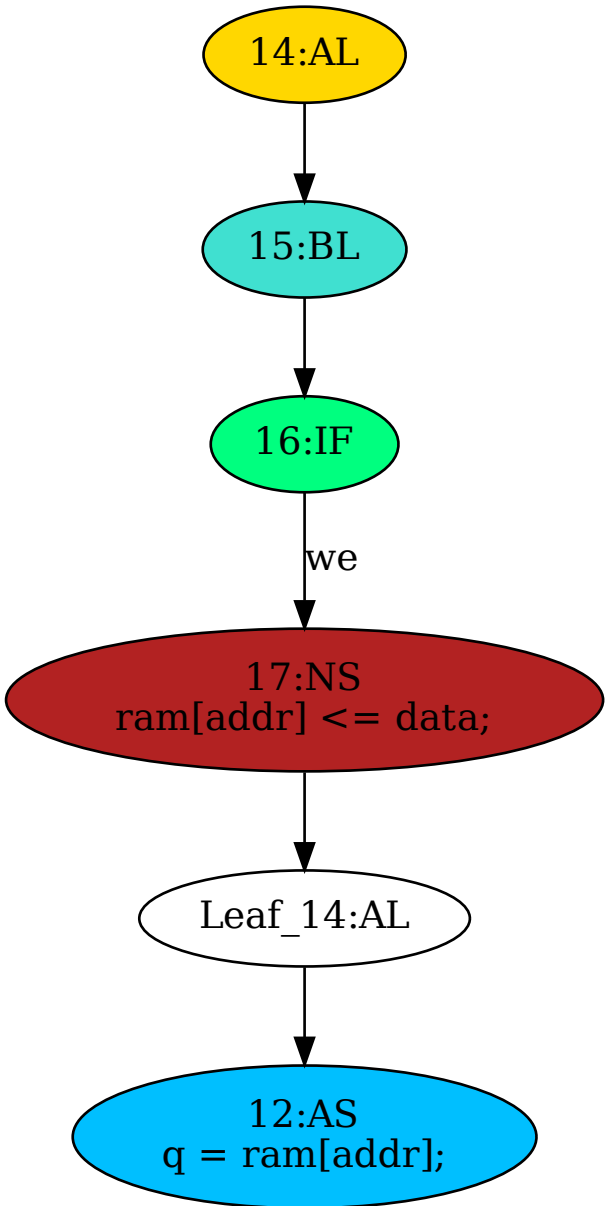 14:AL
15:BL
16:IF
we
17:NS
ram[addr] <= data;
Leaf_14:AL
12:AS
q = ram[addr];